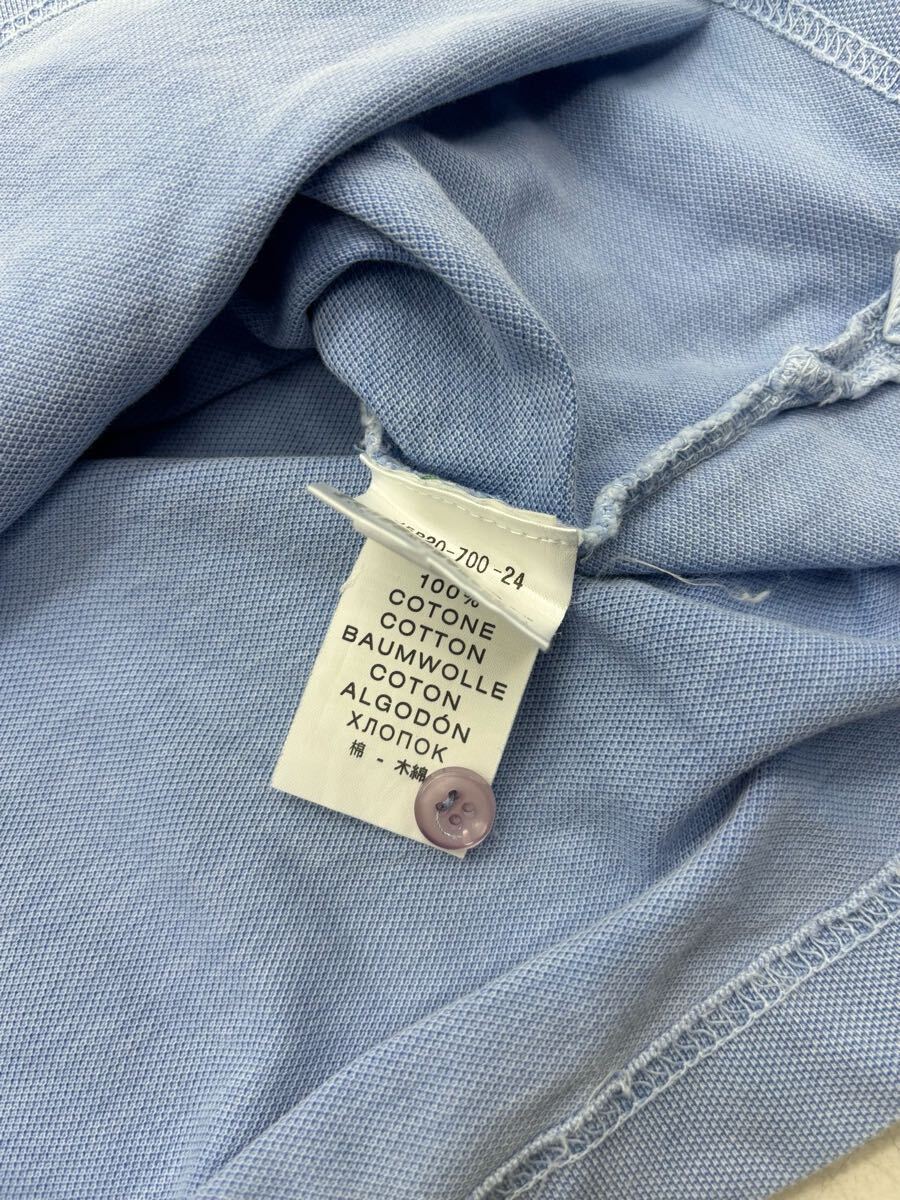 -700-24
100%
COTONE
COTTON
BAUMWOLLE
COTON
ALGODÓN
ХЛОПОК
棉 - 木綿